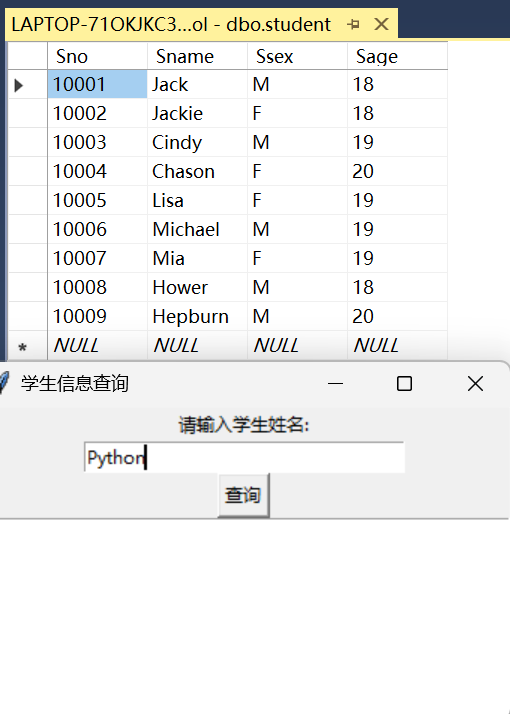 LAPTOP-71OKJKC3...ol - dbo.student
Sno Sname Ssex Sage
10001 Jack M 18
10002 Jackie F 18
10003 Cindy M 19
10004 Chason F 20
10005 Lisa F 19
10006 Michael M 19
10007 Mia F 19
10008 Hower M 18
10009 Hepburn M 20
NULL NULL NULL NULL
学生信息查询
请输入学生姓名:
Python
查询